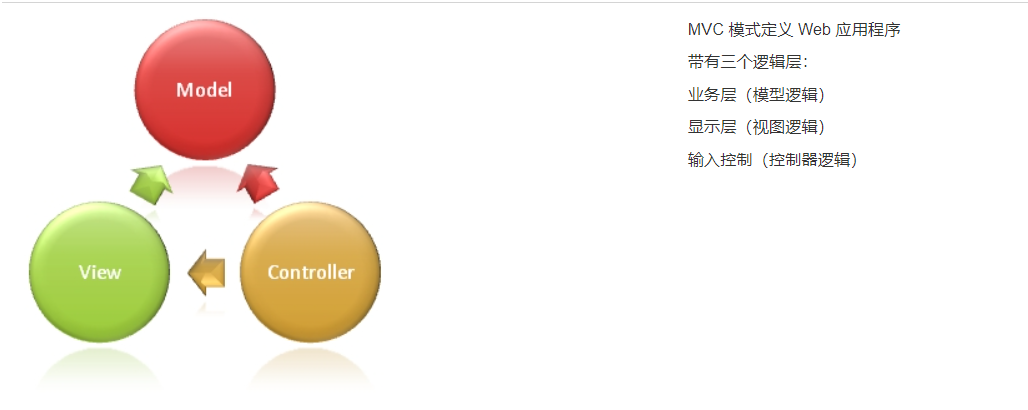 Model
View
Controller
MVC 模式定义 Web 应用程序
带有三个逻辑层：
业务层（模型逻辑）
显示层（视图逻辑）
输入控制（控制器逻辑）